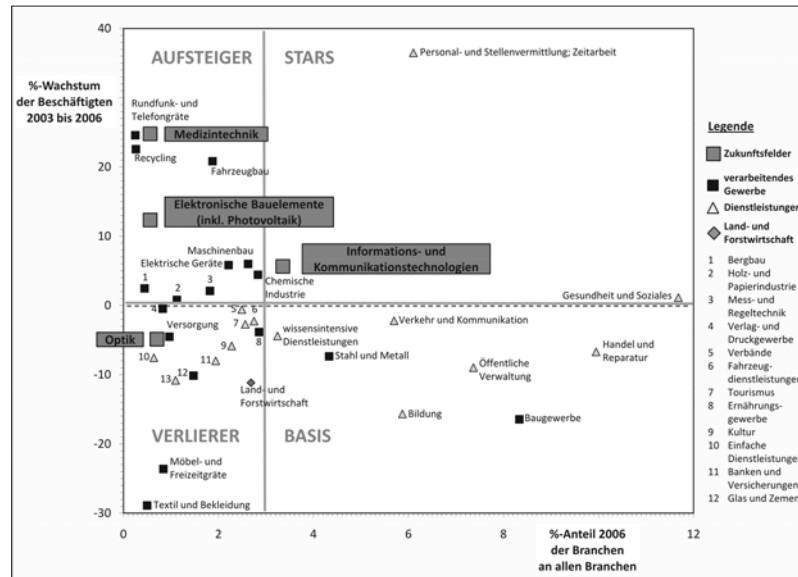 40
AUFSTEIGER
STARS
Personal- und Stellenvermittlung; Zeitarbeit
%-Wachstum
der Beschäftigten
2003 bis 2006
Rundfunk- und
Telefongräte
Medizintechnik
Recycling
Fahrzeugbau
20
Elektronische Bauelemente
(inkl. Photovoltaik)
10
Maschinenbau
Elektrische Geräte
Informations- und
Kommunikationstechnologien
Chemische
Industrie
1
2
3
Gesundheit und Soziales
0
4
5
6
7
8
9
Versorgung
Optik
10
11
12
13
wissensintensive
Dienstleistungen
Verkehr und Kommunikation
Stahl und Metall
Öffentliche
Verwaltung
Handel und
Reparatur
-10
Land- und
Forstwirtschaft
Bildung
Baugewerbe
VERLIERER
BASIS
-20
Möbel- und
Freizeitgräte
Textil und Bekleidung
-30
0
2
4
6
8
12
%-Anteil 2006
der Branchen
an allen Branchen
Legende
Zukunftsfelder
verarbeitendes
Gewerbe
Dienstleistungen
Land- und
Forstwirtschaft
1 Bergbau
2 Holz- und
Papierindustrie
3 Mess- und
Regeltechnik
4 Verlag- und
Druckgewerbe
5 Verbände
6 Fahrzeug-
dienstleistungen
7 Tourismus
8 Ernährungs-
gewerbe
9 Kultur
10 Einfache
Dienstleistunge
11 Banken und
Versicherungen
12 Glas und Zemen